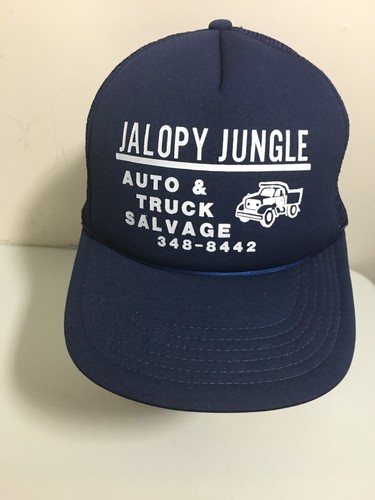 JALOPY JUNGLE
AUTO &
TRUCK
SALVAGE
348-8442